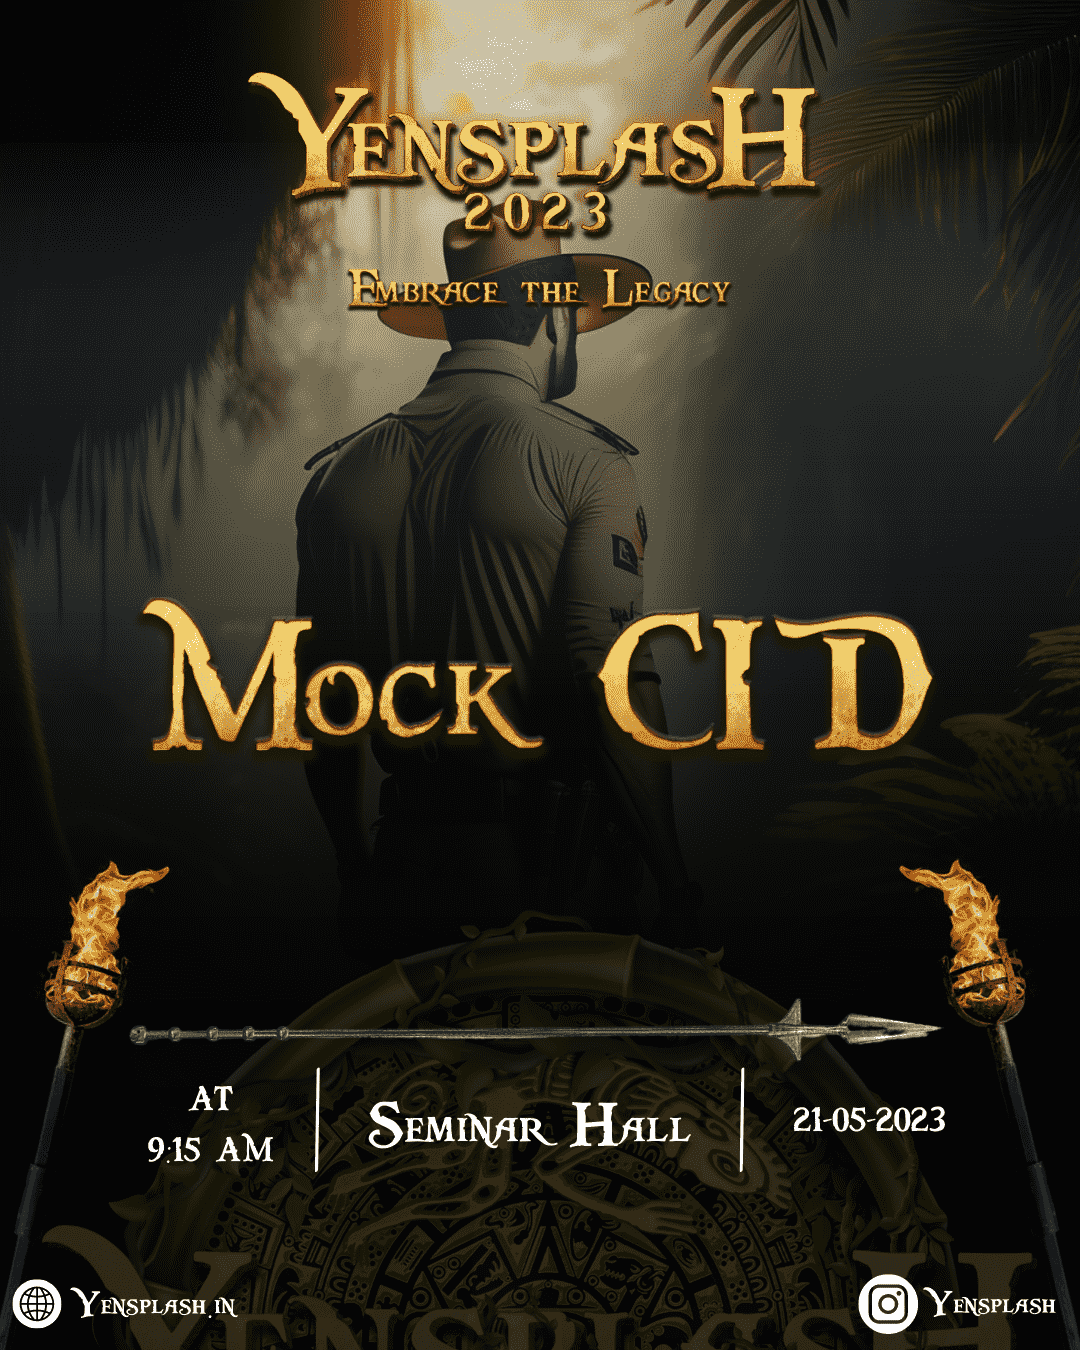 Yensplash
2023
Embrace the Legacy
Mock CID
AT
9:15 AM
Seminar Hall
21-05-2023
Yensplash.in
Yensplash
Yensplash